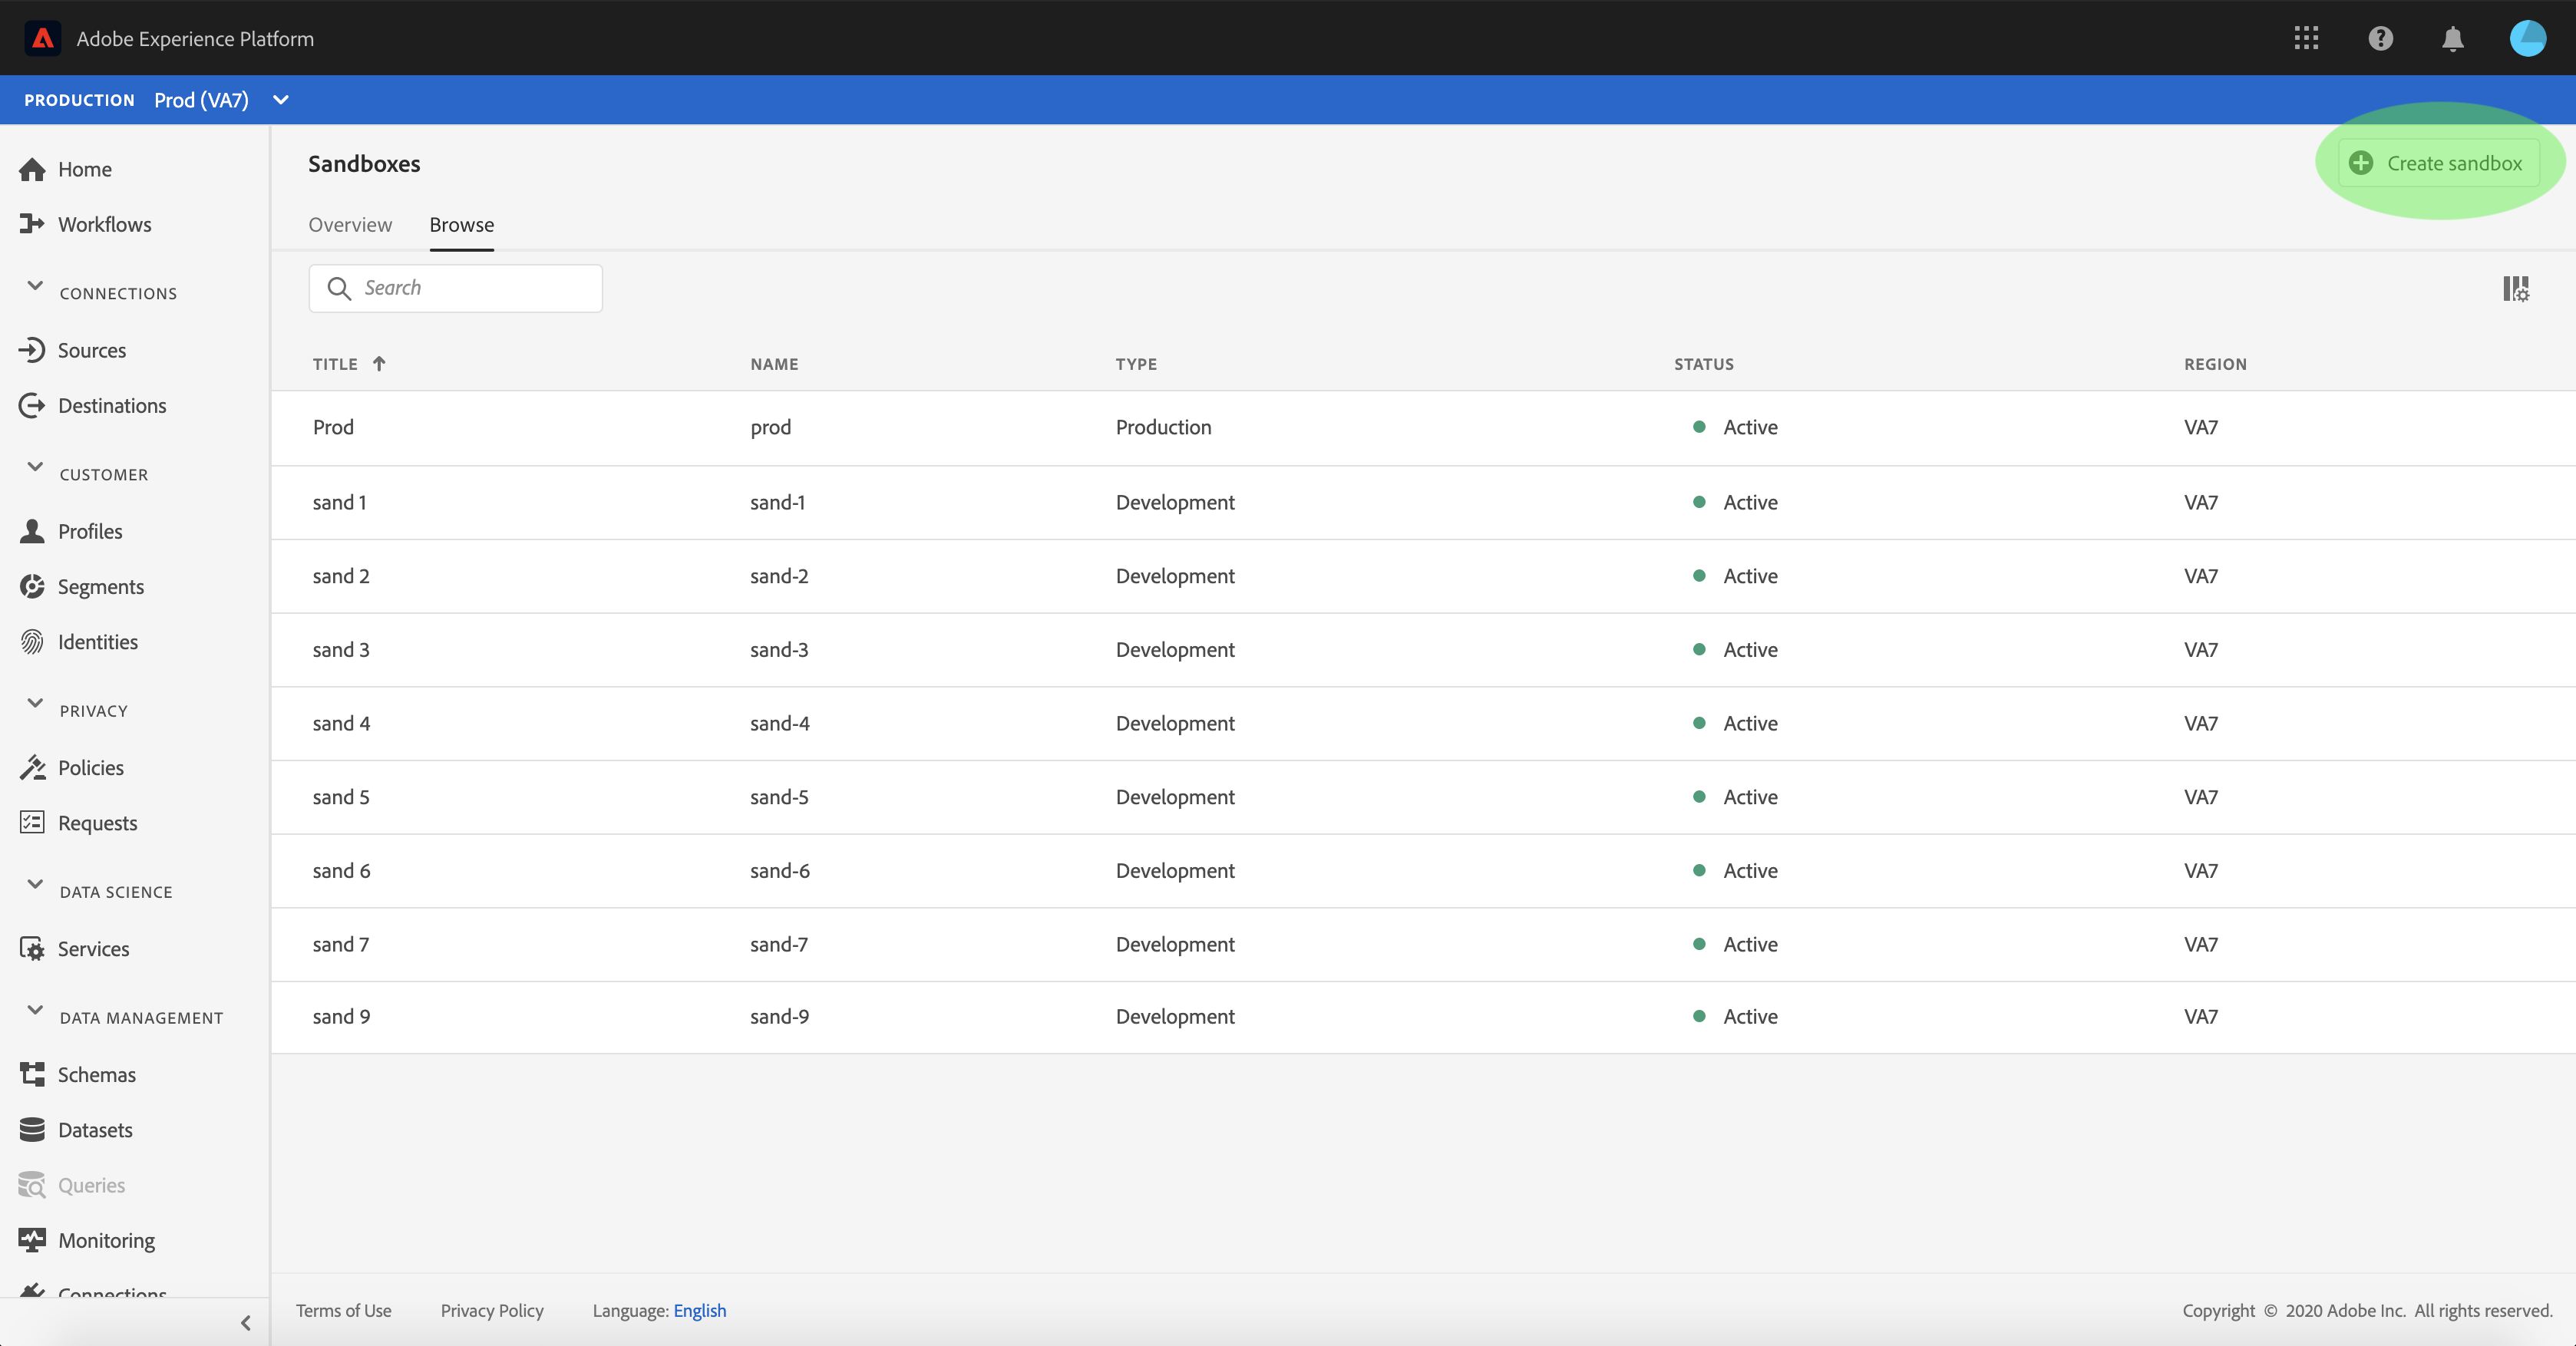 Adobe Experience Platform
PRODUCTION Prod (VA7)
Home
Workflows
CONNECTIONS
Sources
Destinations
CUSTOMER
Profiles
Segments
Identities
PRIVACY
Policies
Requests
DATA SCIENCE
Services
DATA MANAGEMENT
Schemas
Datasets
Queries
Monitoring
Connections
Sandboxes
Create sandbox
Overview Browse
Search
TITLE NAME TYPE STATUS REGION
Prod prod Production Active VA7
sand 1 sand-1 Development Active VA7
sand 2 sand-2 Development Active VA7
sand 3 sand-3 Development Active VA7
sand 4 sand-4 Development Active VA7
sand 5 sand-5 Development Active VA7
sand 6 sand-6 Development Active VA7
sand 7 sand-7 Development Active VA7
sand 9 sand-9 Development Active VA7
Terms of Use Privacy Policy Language: English Copyright © 2020 Adobe Inc. All rights reserved.